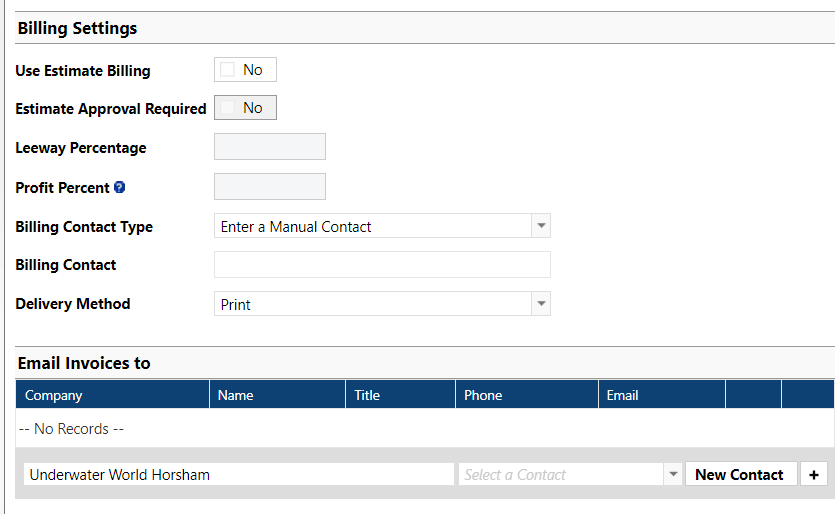 Billing Settings
Use Estimate Billing No
Estimate Approval Required No
Leeway Percentage
Profit Percent ?
Billing Contact Type Enter a Manual Contact
Billing Contact
Delivery Method Print
Email Invoices to
Company Name Title Phone Email
-- No Records --
Underwater World Horsham Select a Contact New Contact +